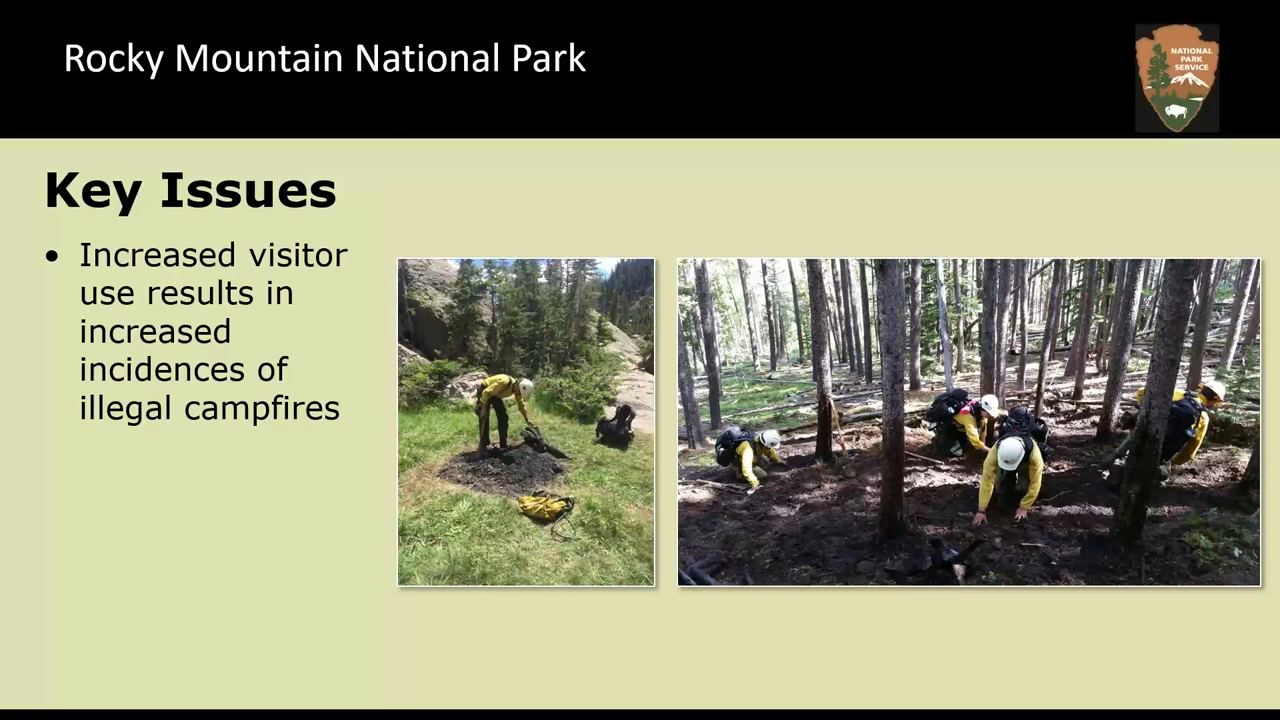 Rocky Mountain National Park
NATIONAL
PARK
SERVICE
Key Issues
• Increased visitor
use results in
increased
incidences of
illegal campfires